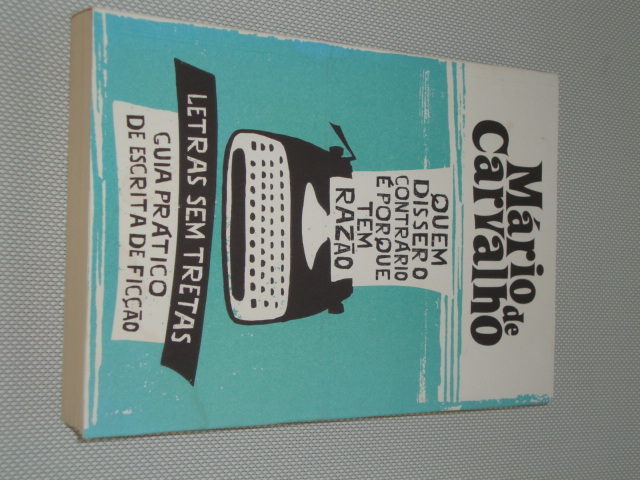 Mário
de
Carvalho
QUEM
DISSER O
CONTRÁRIO
É PORQUE
TEM
RAZÃO
LETRAS SEM TRETAS
GUIA PRÁTICO
DE ESCRITA DE FICÇÃO